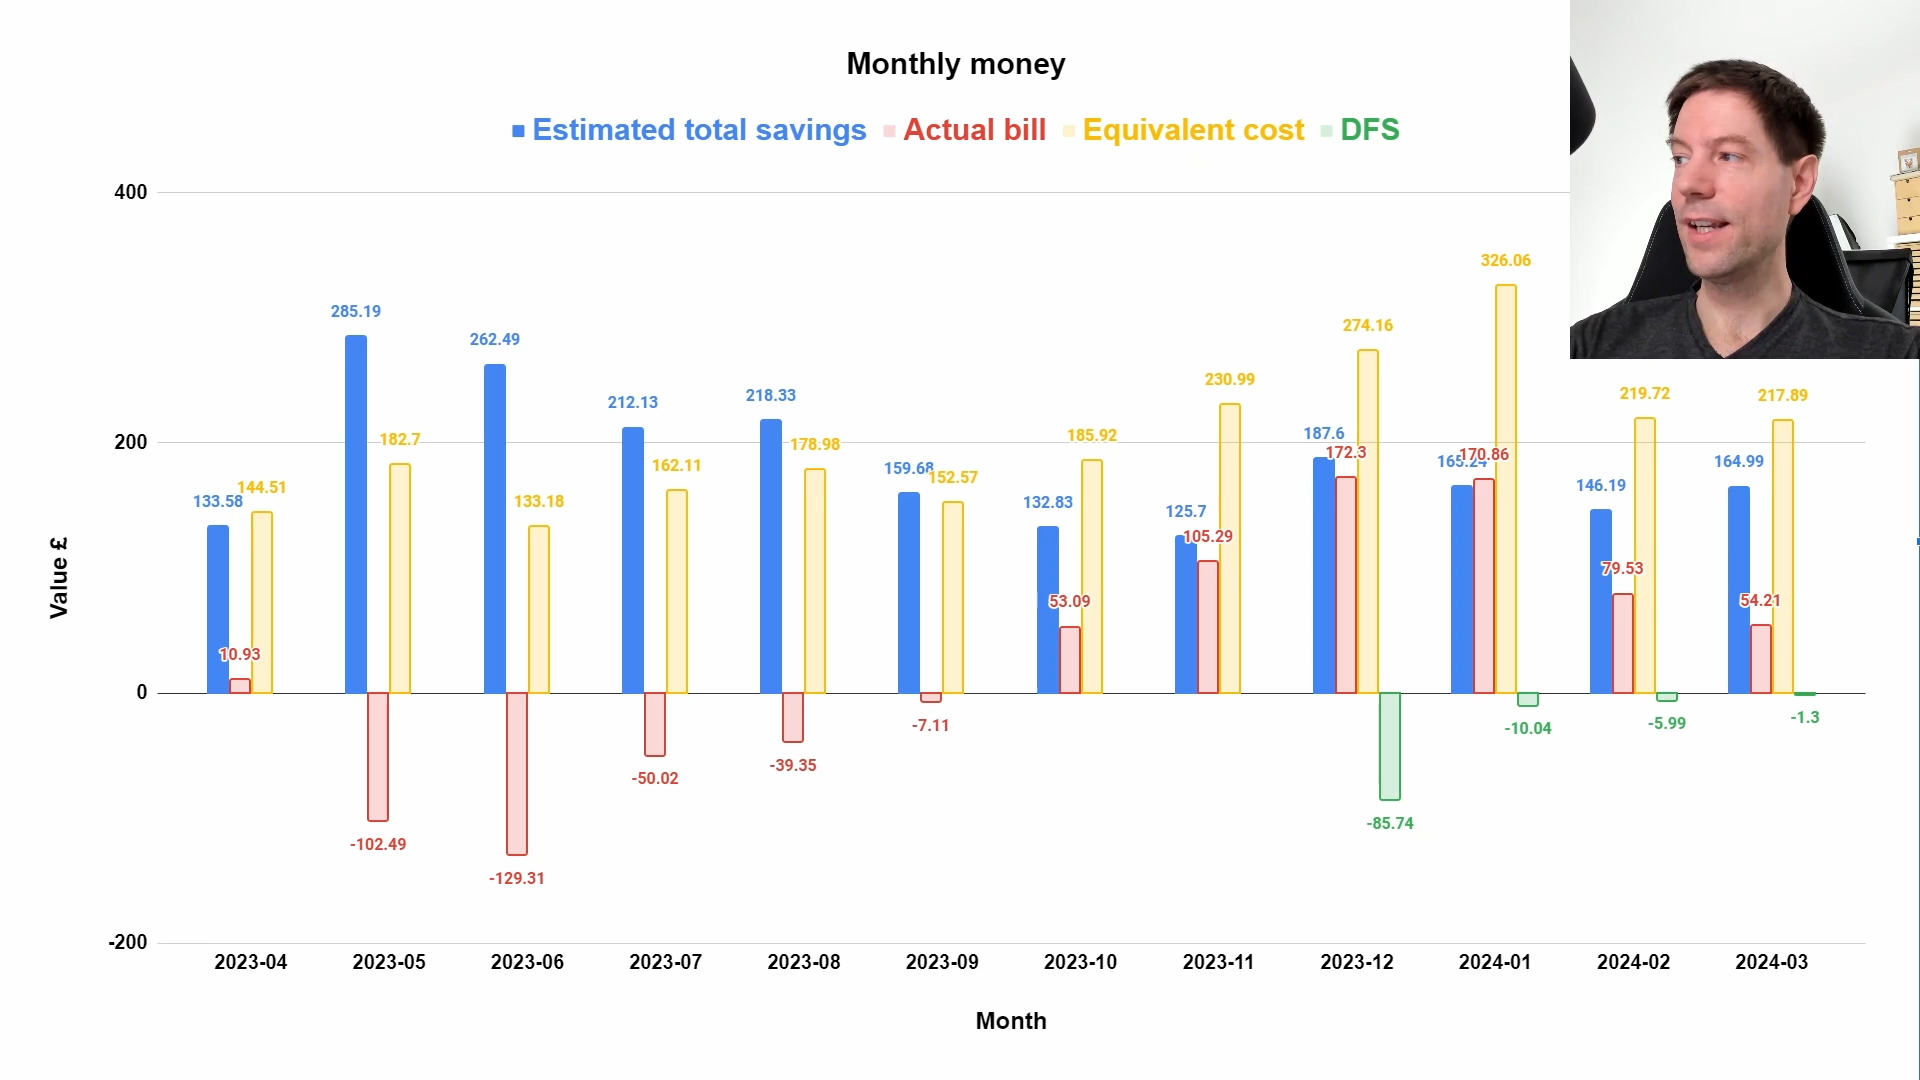 Monthly money
Estimated total savings Actual bill Equivalent cost DFS
400
200
0
-200
Value £
133.58 10.93 144.51
285.19 -102.49 182.7
262.49 -129.31 133.18
212.13 -50.02 162.11
218.33 -39.35 178.98
159.68 -7.11 152.57
132.83 53.09 185.92
125.7 105.29 230.99
187.6 172.3 274.16 -85.74
165.24 170.86 326.06 -10.04
146.19 79.53 219.72 -5.99
164.99 54.21 217.89 -1.3
2023-04 2023-05 2023-06 2023-07 2023-08 2023-09 2023-10 2023-11 2023-12 2024-01 2024-02 2024-03
Month